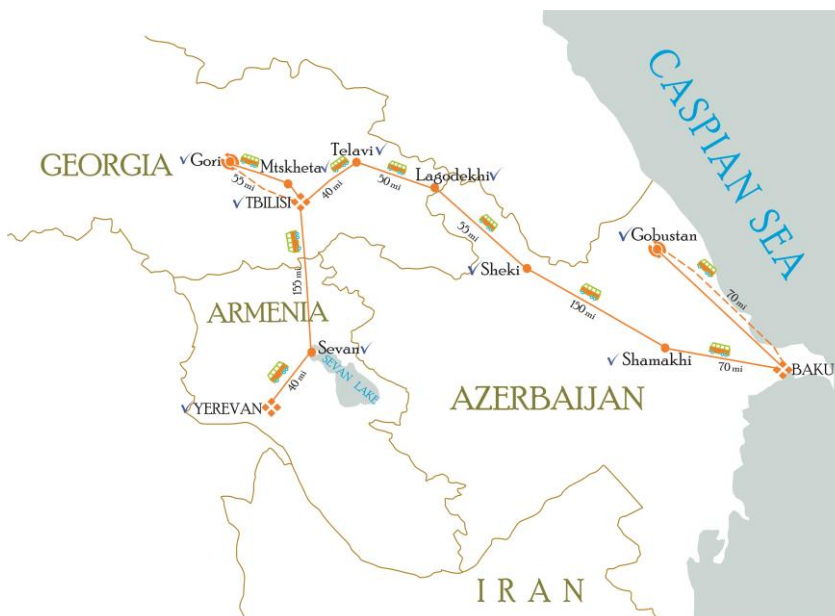 CASPIAN SEA
GEORGIA
Gori
Mtskheta
Telavi
Lagodekhi
55 mi
40 mi
50 mi
TBILISI
Gobustan
55 mi
Sheki
70 mi
155 mi
150 mi
ARMENIA
Sevan
SEVAN LAKE
Shamakhi
70 mi
BAKU
40 mi
YEREVAN
AZERBAIJAN
IRAN